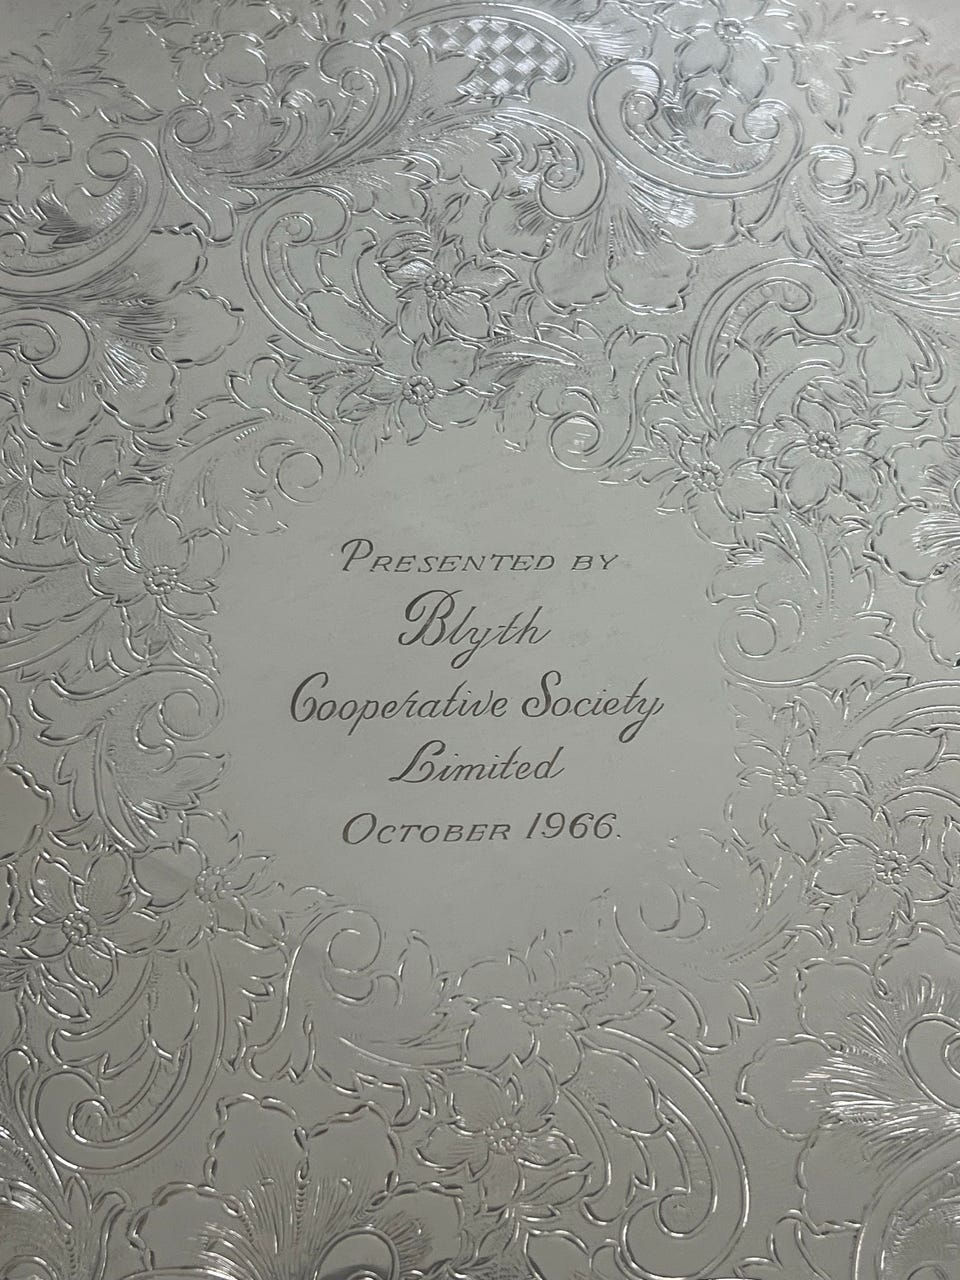 PRESENTED BY
Blyth
Cooperative Society
Limited
OCTOBER 1966.